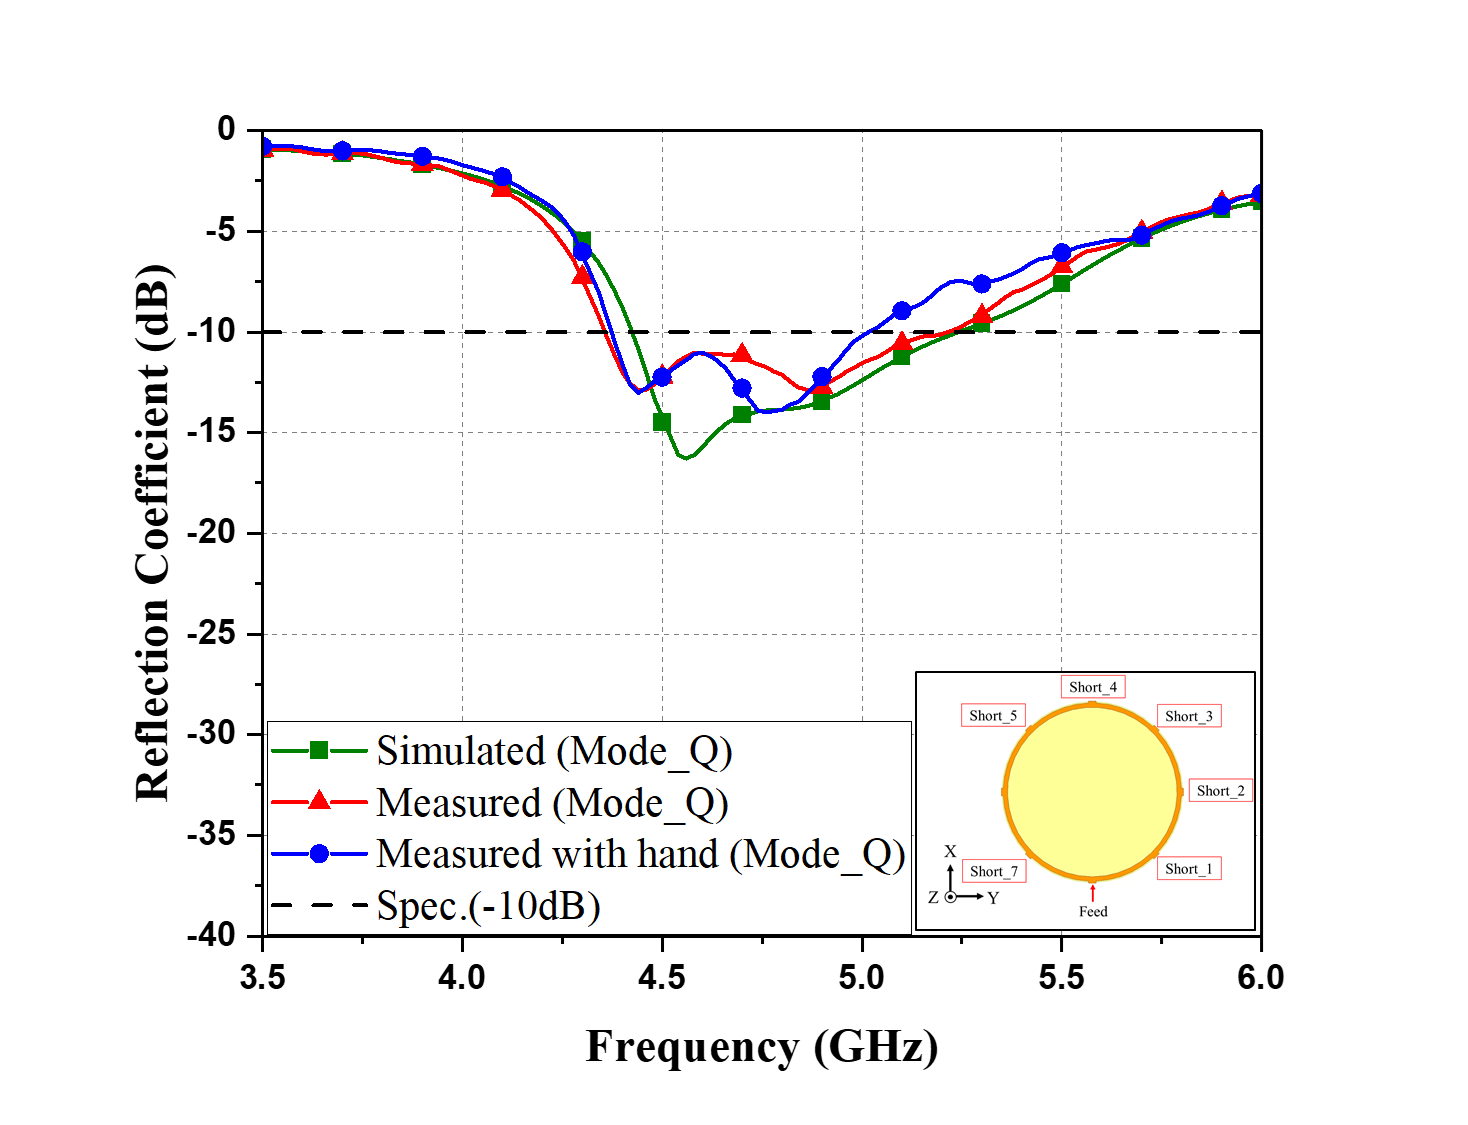 0
-5
-10
-15
-20
-25
-30
-35
-40
Reflection Coefficient (dB)
3.5 4.0 4.5 5.0 5.5 6.0
Frequency (GHz)
Simulated (Mode_Q)
Measured (Mode_Q)
Measured with hand (Mode_Q)
Spec.(-10dB)
Short_4
Short_5 Short_3
Short_2
Short_7 Short_1
X
Z Y
Feed